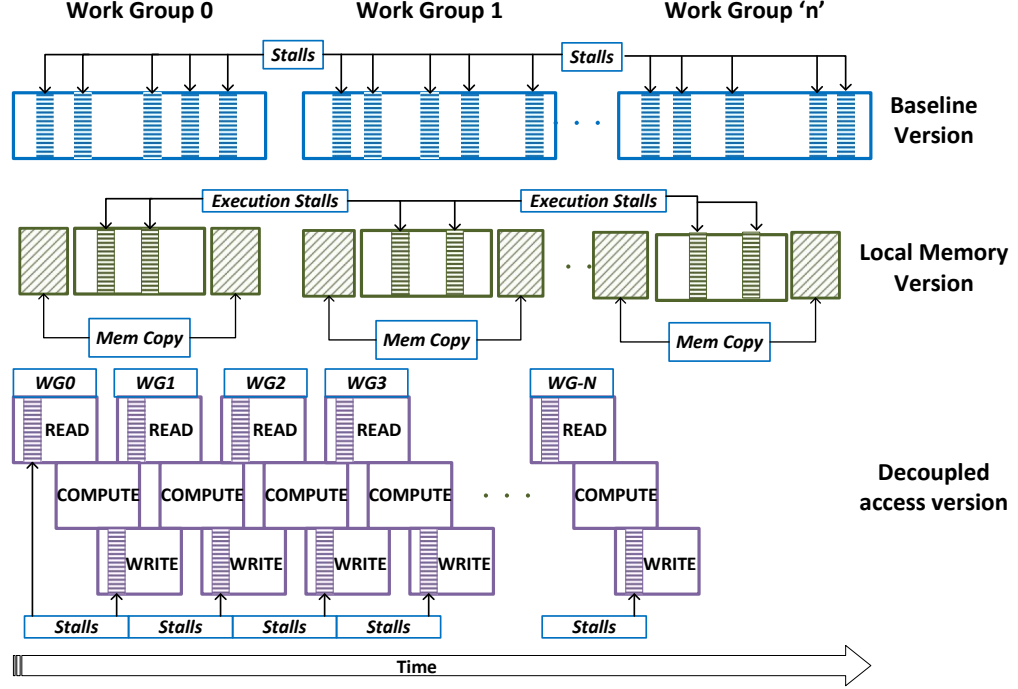 Work Group 0
Work Group 1
Work Group ‘n’
Stalls
Stalls
Baseline
Version
Execution Stalls
Execution Stalls
Local Memory
Version
Mem Copy
Mem Copy
Mem Copy
WG0
WG1
WG2
WG3
WG-N
READ
READ
READ
READ
READ
COMPUTE
COMPUTE
COMPUTE
COMPUTE
COMPUTE
Decoupled
access version
WRITE
WRITE
WRITE
WRITE
WRITE
Stalls
Stalls
Stalls
Stalls
Stalls
Time